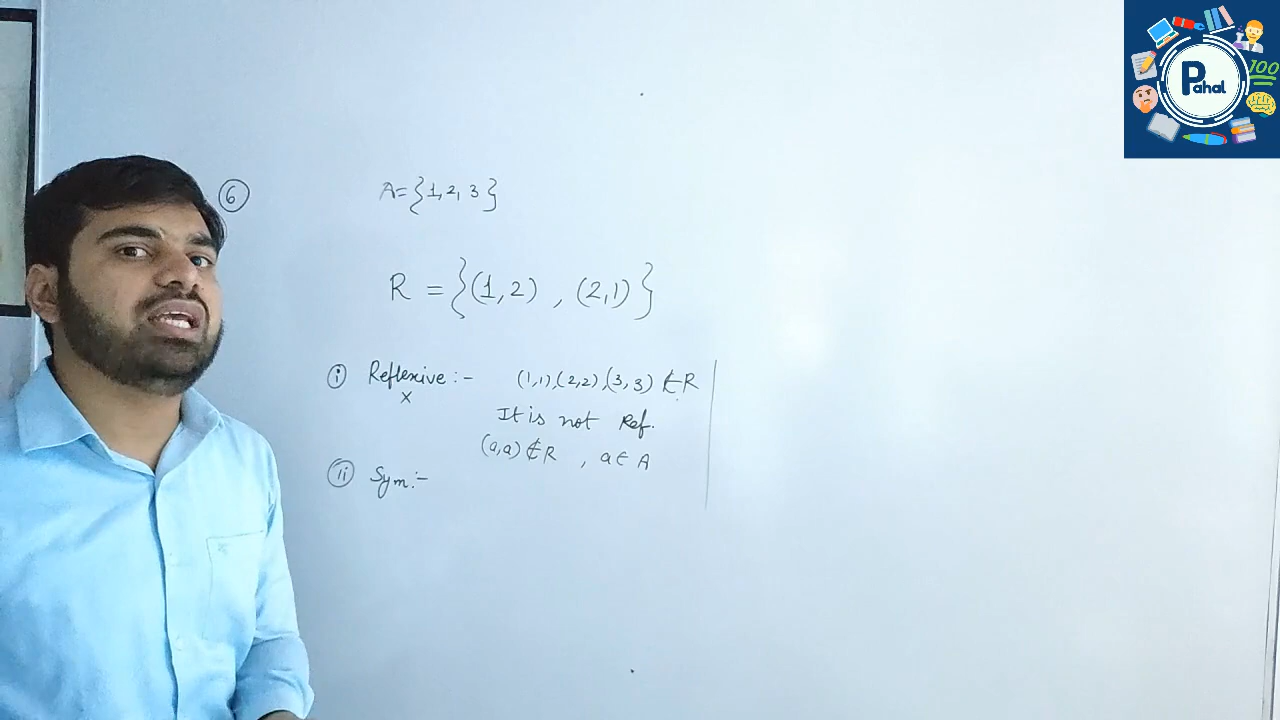 Pahal
100
6 A={1,2,3}
R = {(1,2) , (2,1)}
i Reflexive :- (1,1),(2,2),(3,3) ∉ R
x
It is not Ref.
(a,a) ∉ R , a ∈ A
ii Sym:-